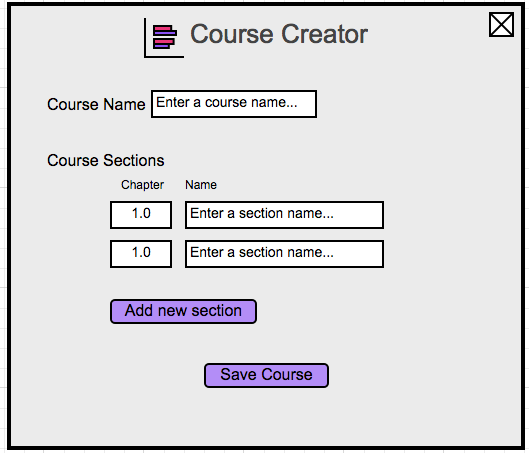 Course Creator
Course Name Enter a course name...
Course Sections
Chapter Name
1.0 Enter a section name...
1.0 Enter a section name...
Add new section
Save Course